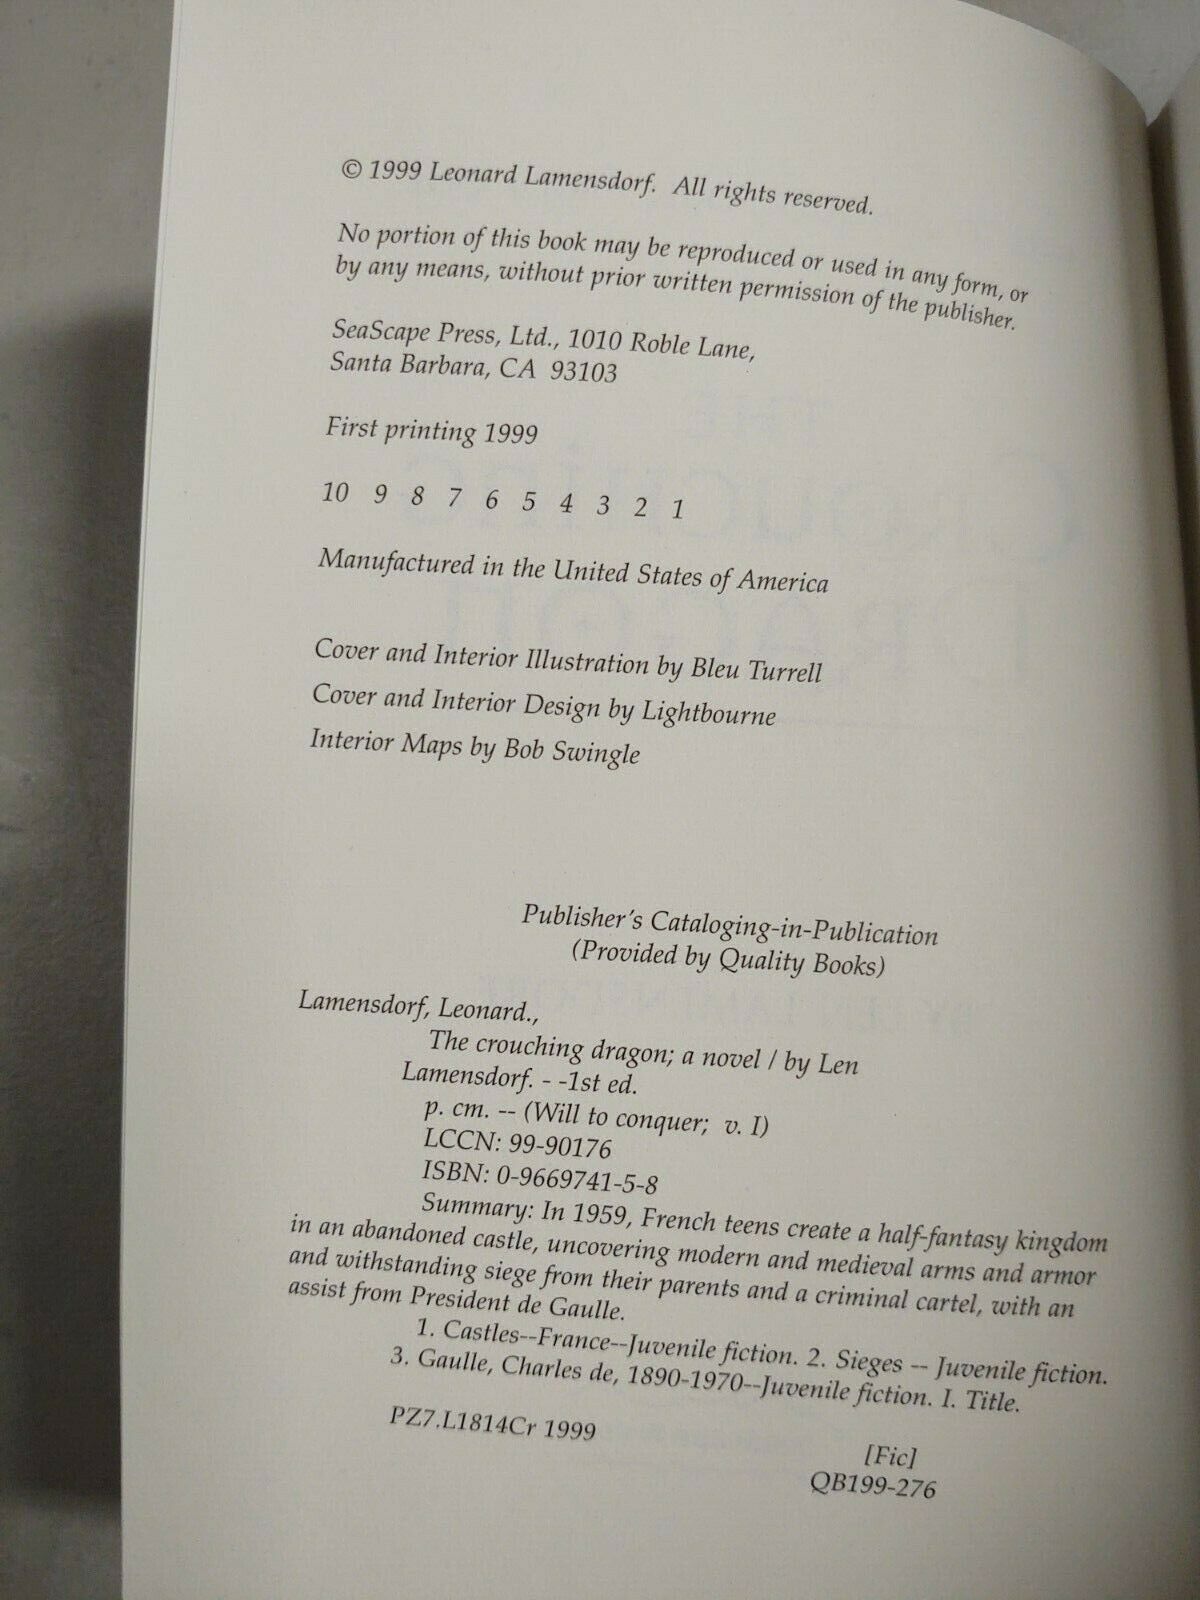 © 1999 Leonard Lamensdorf. All rights reserved.
No portion of this book may be reproduced or used in any form, or
by any means, without prior written permission of the publisher.
SeaScape Press, Ltd., 1010 Roble Lane,
Santa Barbara, CA 93103
First printing 1999
10 9 8 7 6 5 4 3 2 1
Manufactured in the United States of America
Cover and Interior Illustration by Bleu Turrell
Cover and Interior Design by Lightbourne
Interior Maps by Bob Swingle
Publisher's Cataloging-in-Publication
(Provided by Quality Books)
Lamensdorf, Leonard.,
The crouching dragon; a novel / by Len
Lamensdorf. - -1st ed.
p. cm. -- (Will to conquer; v. I)
LCCN: 99-90176
ISBN: 0-9669741-5-8
Summary: In 1959, French teens create a half-fantasy kingdom
in an abandoned castle, uncovering modern and medieval arms and armor
and withstanding siege from their parents and a criminal cartel, with an
assist from President de Gaulle.
1. Castles--France--Juvenile fiction. 2. Sieges -- Juvenile fiction.
3. Gaulle, Charles de, 1890-1970--Juvenile fiction. I. Title.
PZ7.L1814Cr 1999
[Fic]
QB199-276